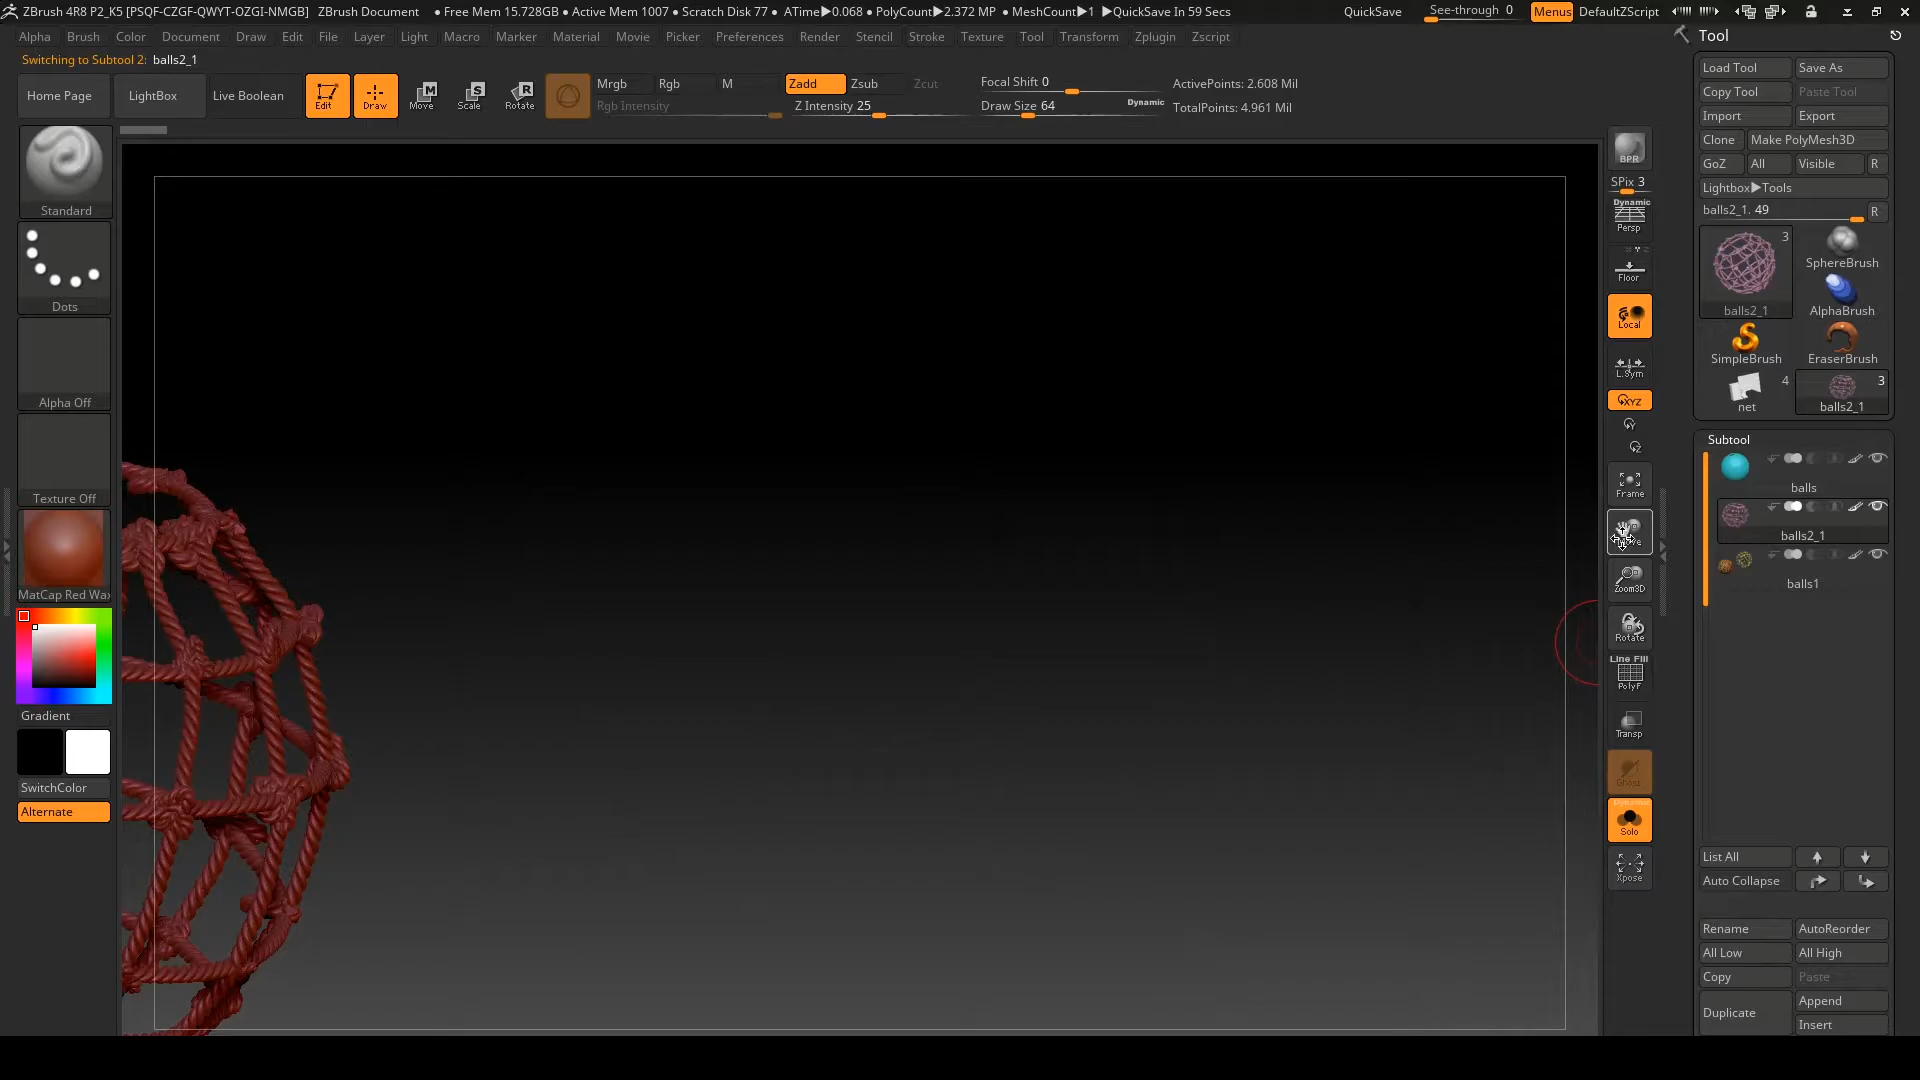 ZBrush 4R8 P2_K5 [PSQF-CZGF-QWYT-OZGI-NMGB] ZBrush Document • Free Mem 15.728GB • Active Mem 1007 • Scratch Disk 77 • ATime▶0.068 • PolyCount▶2.372 MP • MeshCount▶1 ▶QuickSave In 59 Secs QuickSave See-through 0 Menus DefaultZScript
Alpha Brush Color Document Draw Edit File Layer Light Macro Marker Material Movie Picker Preferences Render Stencil Stroke Texture Tool Transform Zplugin Zscript
Switching to Subtool 2: balls2_1
Home Page LightBox Live Boolean Edit Draw Move Scale Rotate
Mrgb Rgb M Zadd Zsub Zcut
Rgb Intensity Z Intensity 25
Focal Shift 0
Draw Size 64 Dynamic
ActivePoints: 2.608 Mil
TotalPoints: 4.961 Mil
Standard
Dots
Alpha Off
Texture Off
MatCap Red Wax
Gradient
SwitchColor
Alternate
BPR
SPix 3
Dynamic
Persp
Floor
Local
L.Sym
XYZ
Y
Z
Frame
Zoom3D
Rotate
Line Fill
PolyF
Transp
Ghost
Dynamic
Solo
Xpose
Tool
Load Tool Save As
Copy Tool Paste Tool
Import Export
Clone Make PolyMesh3D
GoZ All Visible R
Lightbox▶Tools
balls2_1. 49 R
3
balls2_1
SphereBrush
AlphaBrush
SimpleBrush EraserBrush
4 3
net balls2_1
Subtool
balls
balls2_1
balls1
List All
Auto Collapse
Rename AutoReorder
All Low All High
Copy Paste
Duplicate Append
Insert